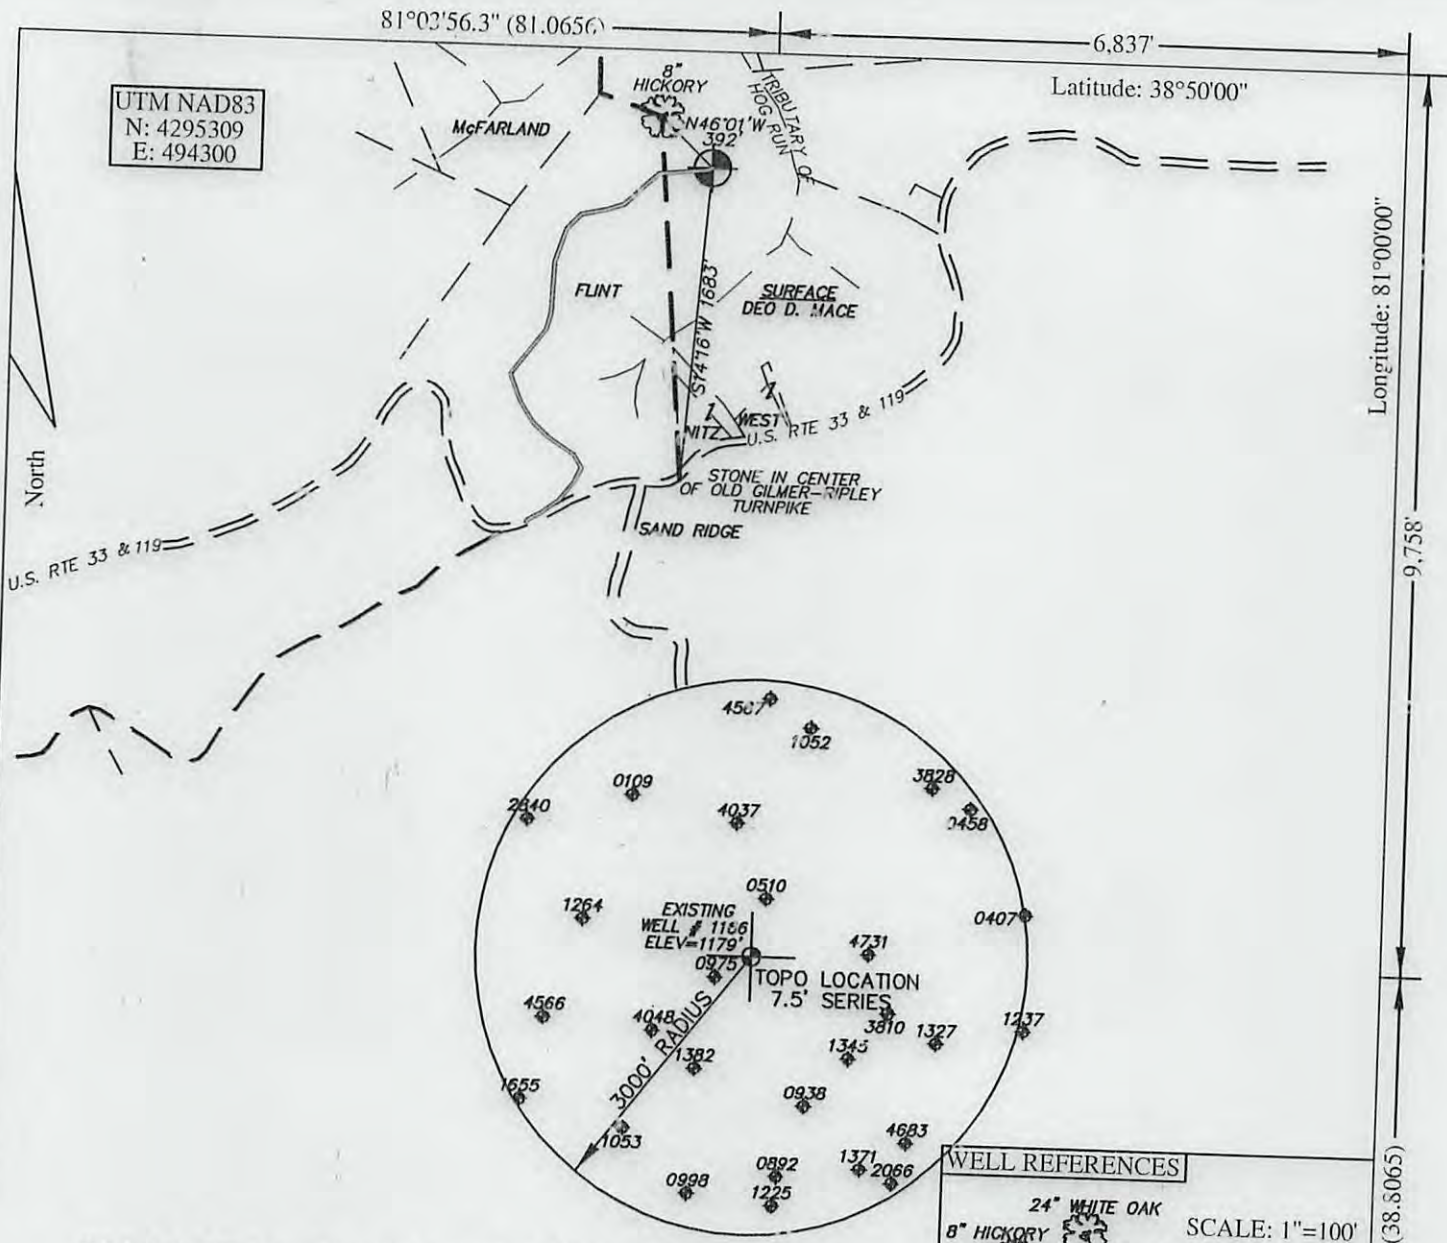 81°03'56.3" (81.0656)
6,837'
Latitude: 38°50'00"
UTM NAD83
N: 4295309
E: 494300
8"
HICKORY
McFARLAND
N46°01'W
392'
TRIBUTARY OF
HOG RUN
Longitude: 81°00'00"
FLINT
SURFACE
DEO D. MACE
S14°16'W 1683'
WEST
U.S. RTE 33 & 119
STONE IN CENTER
OF OLD GILMER-RIPLEY
TURNPIKE
SAND RIDGE
North
U.S. RTE 33 & 119
9,758'
1052
3828
0109
4037
0510
1264
0407
EXISTING
WELL # 1186
ELEV=1179'
0975
4731
TOPO LOCATION
7.5' SERIES
4566
4048
3810
1327
1237
3000' RADIUS
1382
1345
1655
0938
1053
4683
0892
1371
2066
0998
1225
WELL REFERENCES
24" WHITE OAK
8" HICKORY
SCALE: 1"=100'
(38.8065)